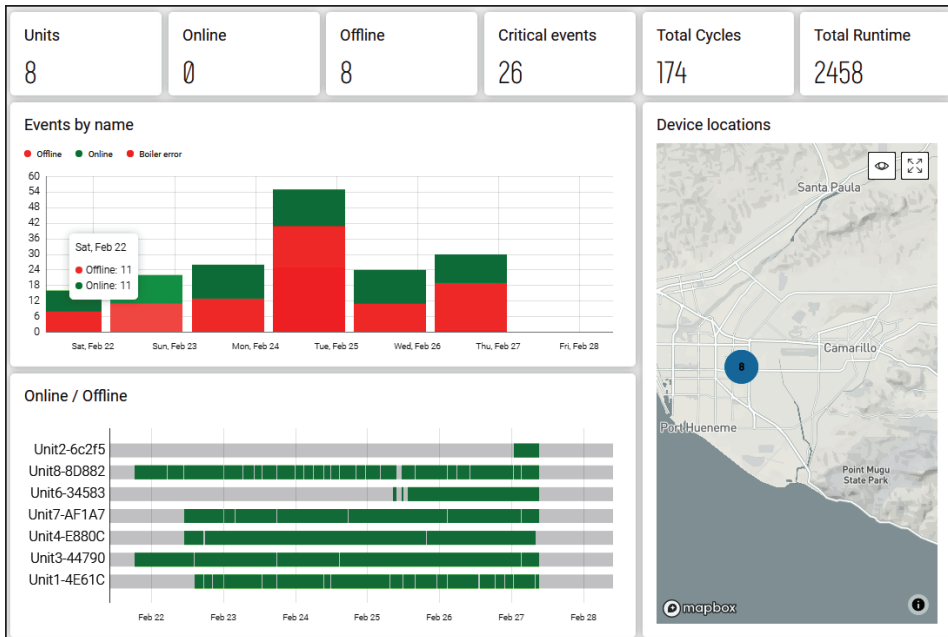 Units
8
Online
0
Offline
8
Critical events
26
Total Cycles
174
Total Runtime
2458
Events by name
Offline Online Boiler error
60
54
48
42
36
30
24
18
12
6
0
Sat, Feb 22
Offline: 11
Online: 11
Sat, Feb 22 Sun, Feb 23 Mon, Feb 24 Tue, Feb 25 Wed, Feb 26 Thu, Feb 27 Fri, Feb 28
Device locations
Santa Paula
Camarillo
8
Port Hueneme
Point Mugu
State Park
mapbox
i
Online / Offline
Unit2-6c2f5
Unit8-8D882
Unit6-34583
Unit7-AF1A7
Unit4-E880C
Unit3-44790
Unit1-4E61C
Feb 22 Feb 23 Feb 24 Feb 25 Feb 26 Feb 27 Feb 28